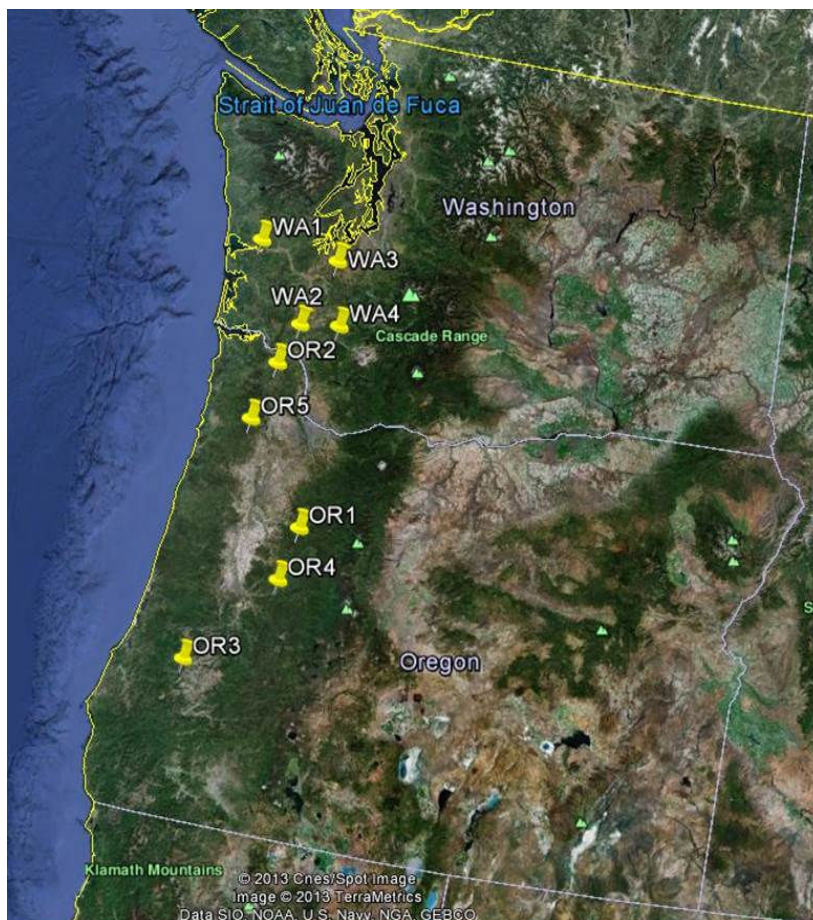 Strait of Juan de Fuca
Washington
WA1
WA3
WA2
WA4
Cascade Range
OR2
OR5
OR1
OR4
OR3
Oregon
Klamath Mountains
© 2013 Cnes/Spot Image
Image © 2013 TerraMetrics
Data SIO, NOAA, U.S. Navy, NGA, GEBCO